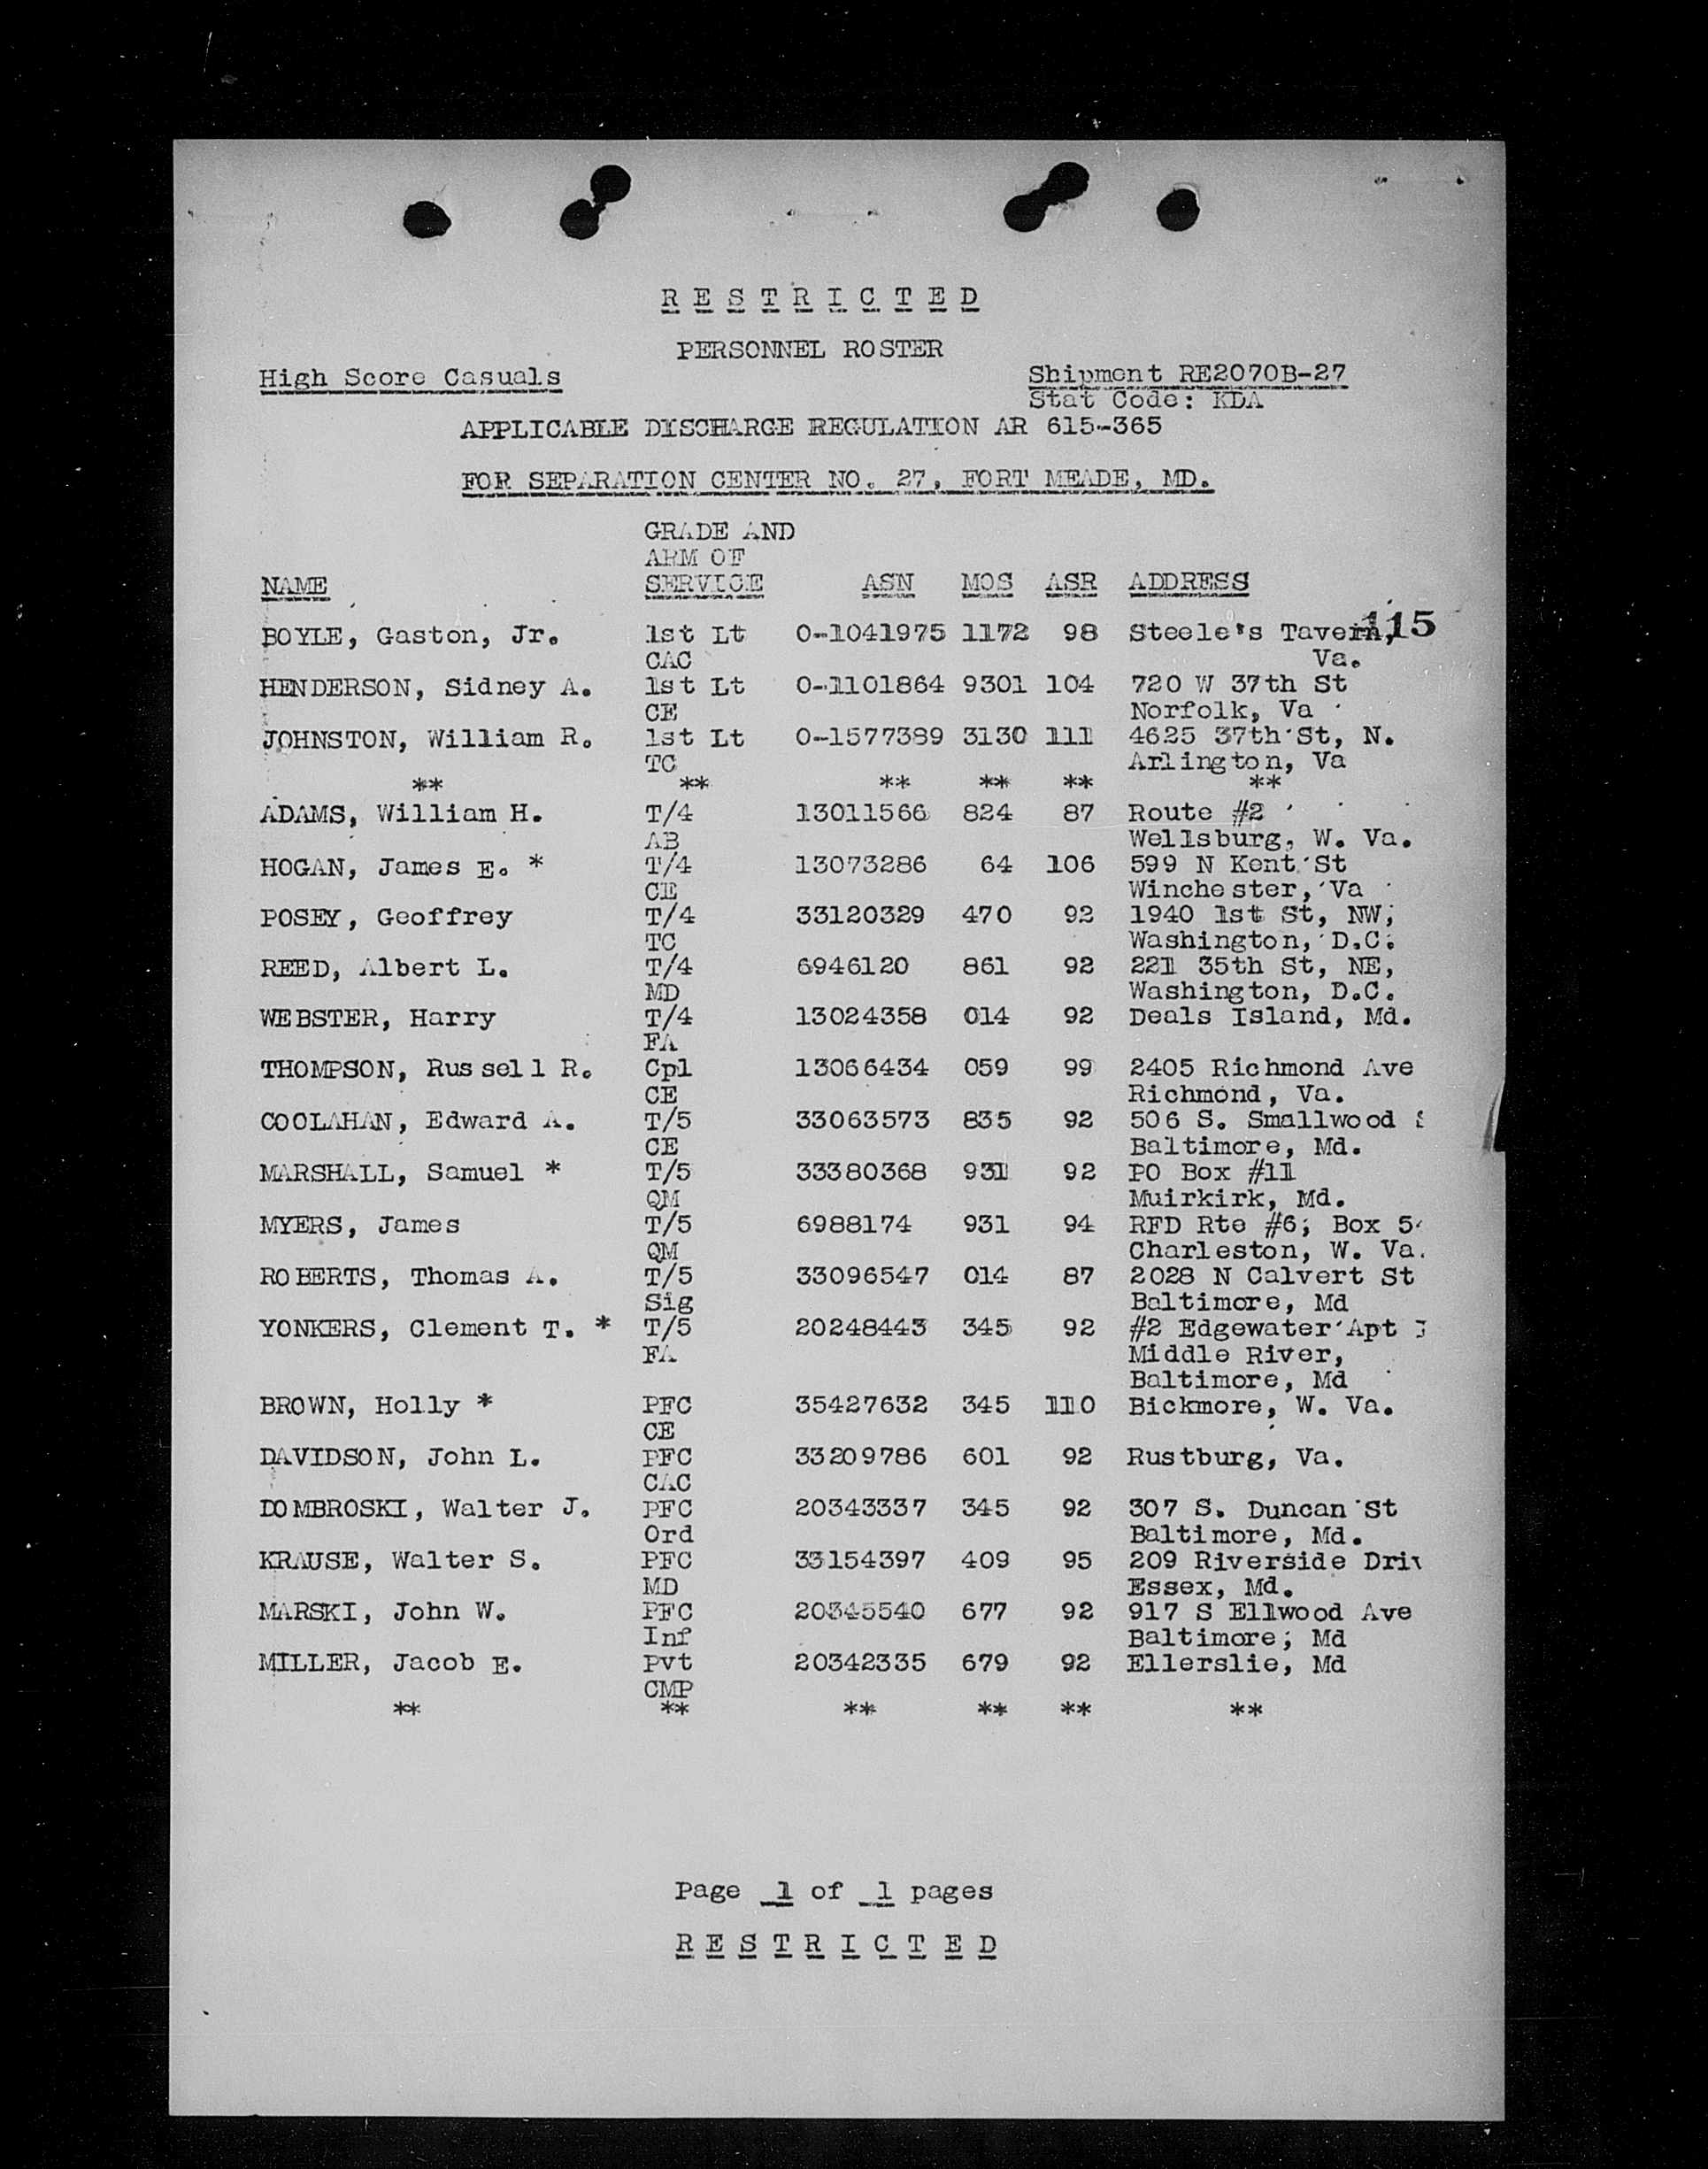 RESTRICTED
PERSONNEL ROSTER
High Score Casuals Shipment RE2070B-27
Stat Code: KDA
APPLICABLE DISCHARGE REGULATION AR 615-365
FOR SEPARATION CENTER NO. 27, FORT MEADE, MD.
GRADE AND
ARM OF
NAME SERVICE ASN MOS ASR ADDRESS
115
BOYLE, Gaston, Jr. 1st Lt O-1041975 1172 98 Steele's Tavern,
CAC Va.
HENDERSON, Sidney A. 1st Lt O-1101864 9301 104 720 W 37th St
CE Norfolk, Va
JOHNSTON, William R. 1st Lt O-1577389 3130 111 4625 37th St, N.
TC Arlington, Va
** ** ** ** ** **
ADAMS, William H. T/4 13011566 824 87 Route #2
AB Wellsburg, W. Va.
HOGAN, James E. * T/4 13073286 64 106 599 N Kent St
CE Winchester, Va
POSEY, Geoffrey T/4 33120329 470 92 1940 1st St, NW,
TC Washington, D.C.
REED, Albert L. T/4 6946120 861 92 221 35th St, NE,
MD Washington, D.C.
WEBSTER, Harry T/4 13024358 014 92 Deals Island, Md.
FA
THOMPSON, Russell R. Cpl 13066434 059 99 2405 Richmond Ave
CE Richmond, Va.
COOLAHAN, Edward A. T/5 33063573 835 92 506 S. Smallwood
CE Baltimore, Md.
MARSHALL, Samuel * T/5 33380368 931 92 PO Box #11
QM Muirkirk, Md.
MYERS, James T/5 6988174 931 94 RFD Rte #6; Box 5
QM Charleston, W. Va.
ROBERTS, Thomas A. T/5 33096547 014 87 2028 N Calvert St
Sig Baltimore, Md
YONKERS, Clement T. * T/5 20248443 345 92 #2 Edgewater Apt
FA Middle River,
Baltimore, Md
BROWN, Holly * PFC 35427632 345 110 Bickmore, W. Va.
CE
DAVIDSON, John L. PFC 33209786 601 92 Rustburg, Va.
CAC
DOMBROSKI, Walter J. PFC 20343337 345 92 307 S. Duncan St
Ord Baltimore, Md.
KRAUSE, Walter S. PFC 33154397 409 95 209 Riverside Driv
MD Essex, Md.
MARSKI, John W. PFC 20345540 677 92 917 S Ellwood Ave
Inf Baltimore; Md
MILLER, Jacob E. Pvt 20342335 679 92 Ellerslie, Md
CMP
** ** ** ** ** **
Page 1 of 1 pages
RESTRICTED